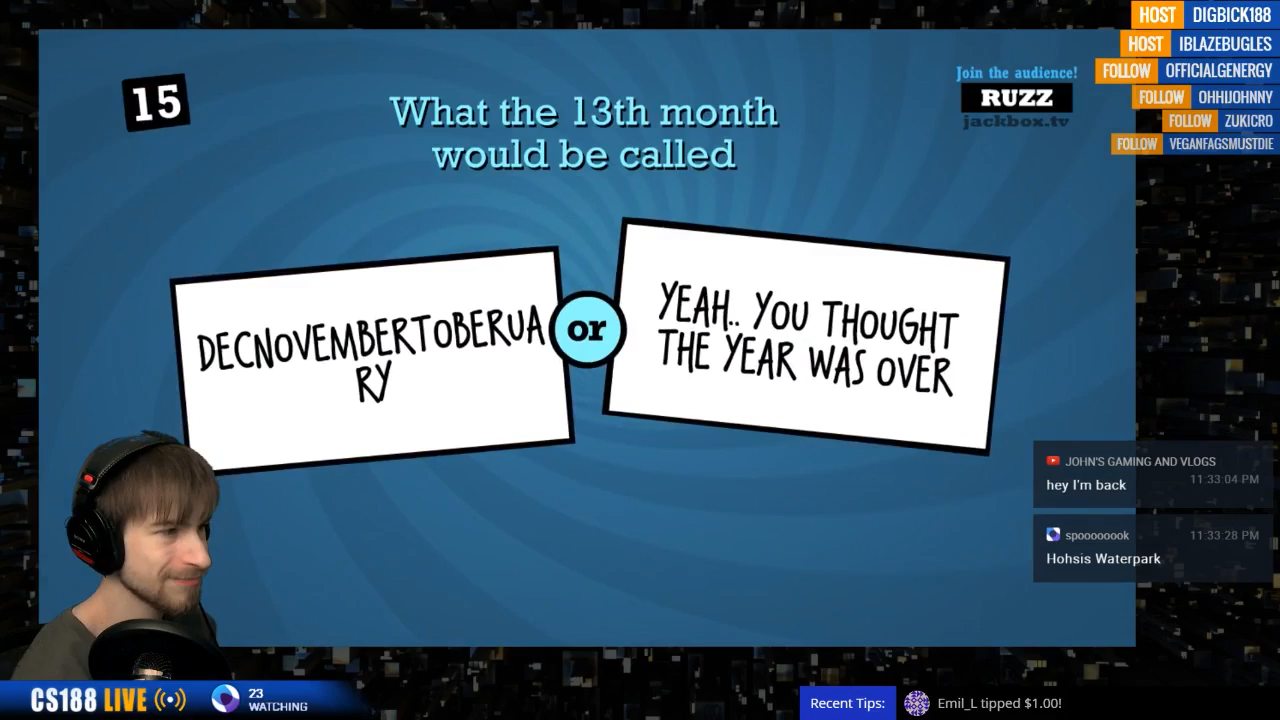 HOST DIGBICK188
HOST IBLAZEBUGLES
FOLLOW OFFICIALGENERGY
FOLLOW OHHIJOHNNY
FOLLOW ZUKICRO
FOLLOW VEGANFAGSMUSTDIE
15
Join the audience!
RUZZ
jackbox.tv
What the 13th month
would be called
DECNOVEMBERTOBERUA
RY
or
YEAH.. YOU THOUGHT
THE YEAR WAS OVER
JOHN'S GAMING AND VLOGS
hey I'm back 11:33:04 PM
spooooooook 11:33:28 PM
Hohsis Waterpark
CS188 LIVE
23
WATCHING
Recent Tips: Emil_L tipped $1.00!